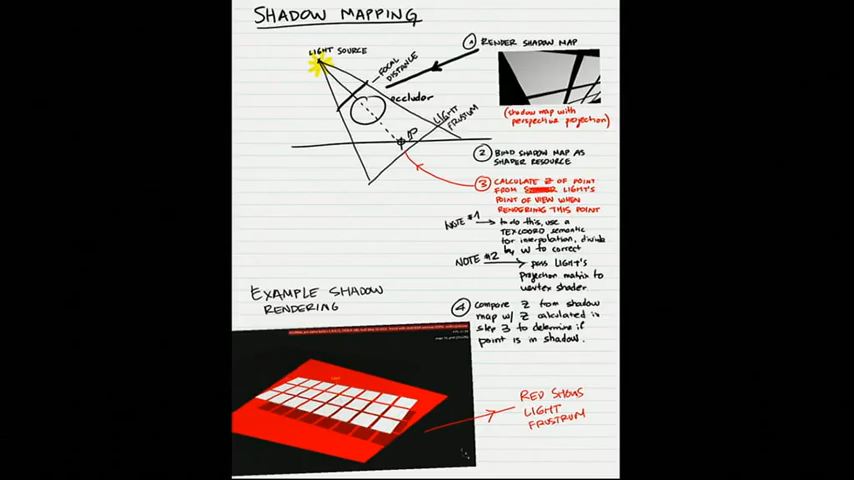 SHADOW MAPPING
LIGHT SOURCE
FOCAL
DISTANCE
occludor
LIGHT
FRUSTUM
P
1 RENDER SHADOW MAP
(shadow map with
perspective projection)
2 BIND SHADOW MAP AS
SHADER RESOURCE
3 CALCULATE Z OF POINT
FROM LIGHT'S
POINT OF VIEW WHEN
RENDERING THIS POINT
NOTE #1
to do this, use a
TEXCOORD semantic
for interpolation, divide
by W to correct
NOTE #2
pass LIGHT'S
projection matrix to
vertex shader
4 compare Z from shadow
map w/ Z calculated in
step 3 to determine if
point is in shadow.
EXAMPLE SHADOW
RENDERING
RED SHOWS
LIGHT
FRUSTRUM